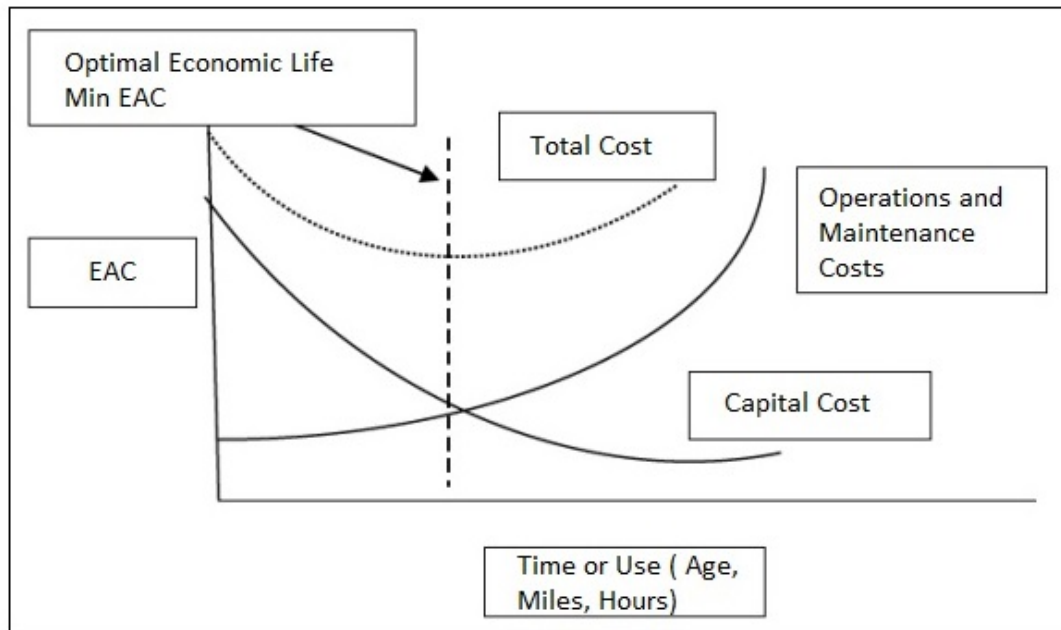 Optimal Economic Life
Min EAC
Total Cost
Operations and
Maintenance
Costs
EAC
Capital Cost
Time or Use ( Age,
Miles, Hours)